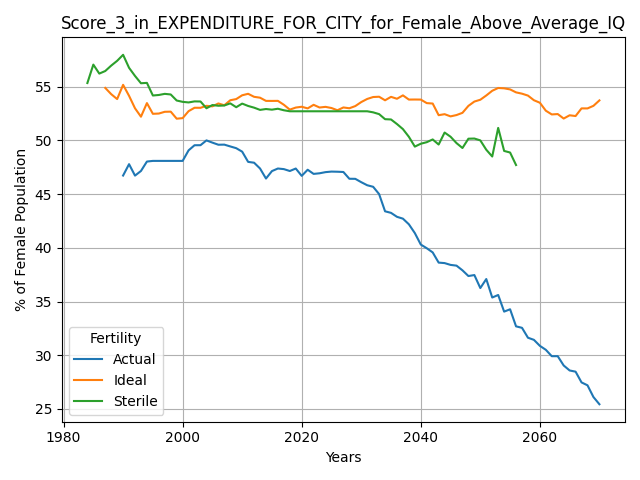 Score_3_in_EXPENDITURE_FOR_CITY_for_Female_Above_Average_IQ
% of Female Population
55
50
45
40
35
30
25
Fertility
Actual
Ideal
Sterile
1980
2000
2020
2040
2060
Years